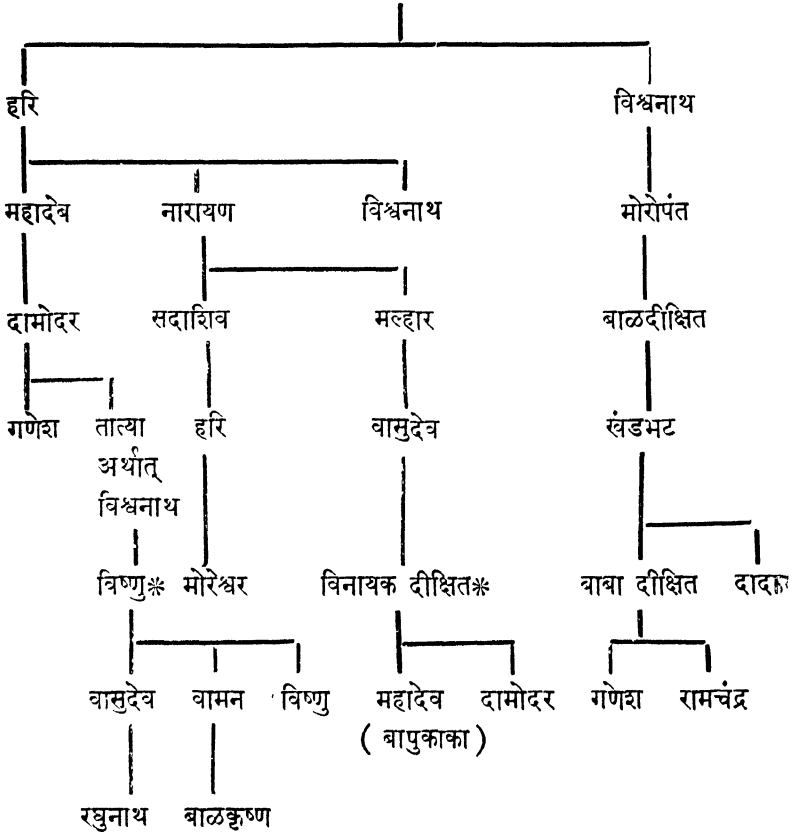 हरि विश्वनाथ
महादेब नारायण विश्वनाथ मोरोपंत
दामोदर सदाशिव मल्हार बाळदीक्षित
गणेश तात्या हरि वासुदेव खंडभट
अर्थात्
विश्वनाथ
विष्णु* मोरेश्वर विनायक दीक्षित* बाबा दीक्षित
वासुदेव वामन विष्णु महादेव दामोदर गणेश रामचंद्र
( बापुकाका )
रघुनाथ बाळकृष्ण